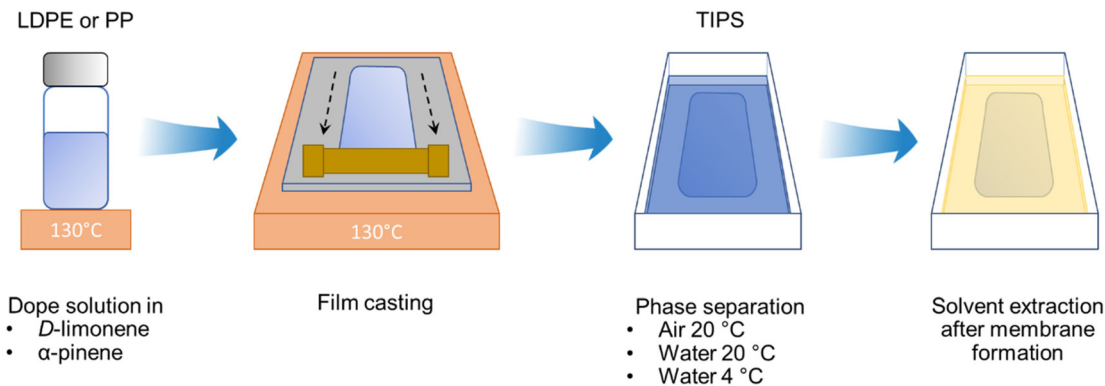 LDPE or PP
TIPS
130°C
130°C
Dope solution in
• D-limonene
• α-pinene
Film casting
Phase separation
• Air 20 °C
• Water 20 °C
• Water 4 °C
Solvent extraction
after membrane
formation